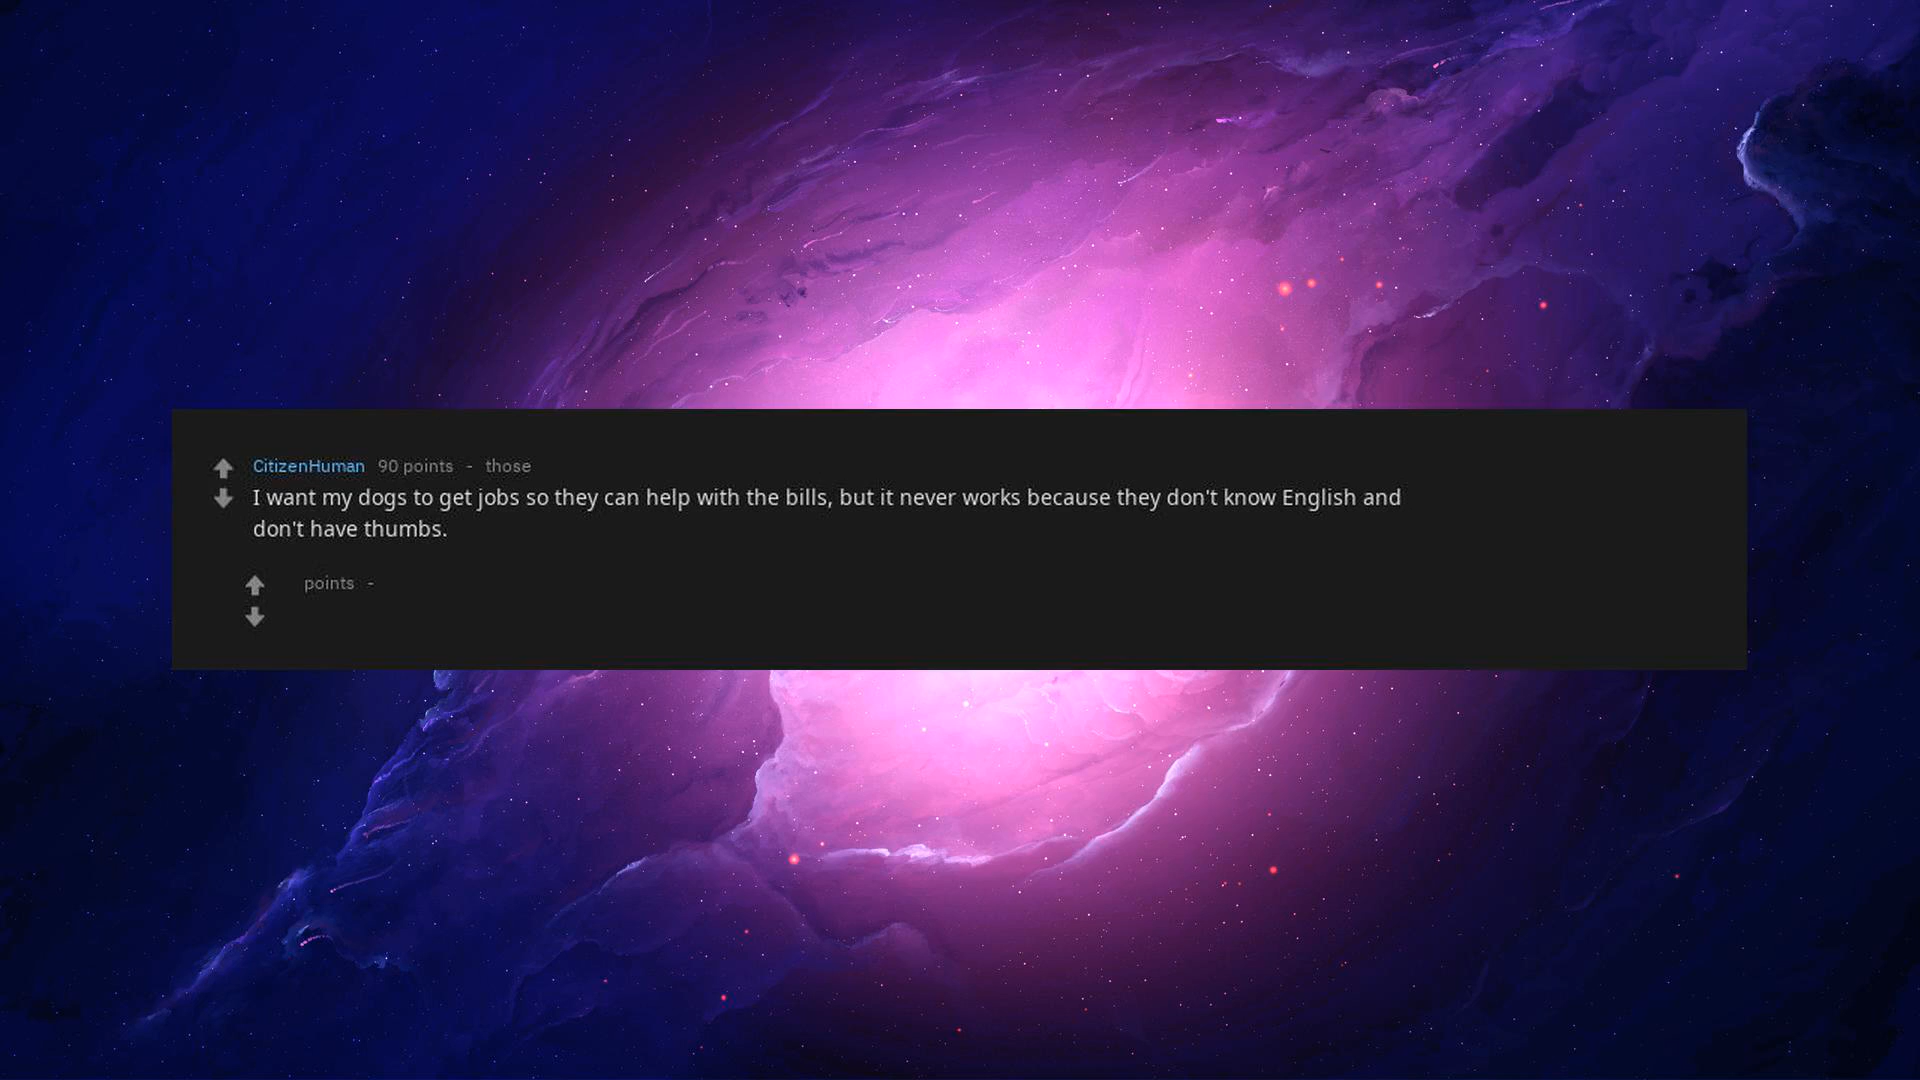 CitizenHuman 90 points - those
I want my dogs to get jobs so they can help with the bills, but it never works because they don't know English and
don't have thumbs.
points -